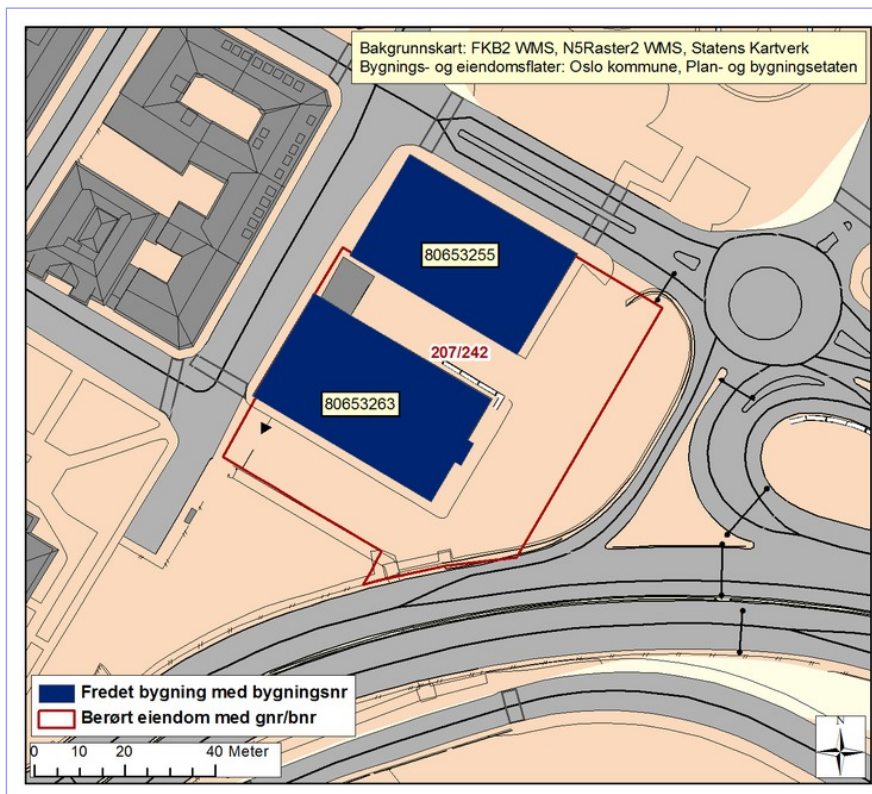 Bakgrunnskart: FKB2 WMS, N5Raster2 WMS, Statens Kartverk
Bygnings- og eiendomsflater: Oslo kommune, Plan- og bygningsetaten
80653255
207/242
80653263
Fredet bygning med bygningsnr
Berørt eiendom med gnr/bnr
0 10 20 40 Meter
N